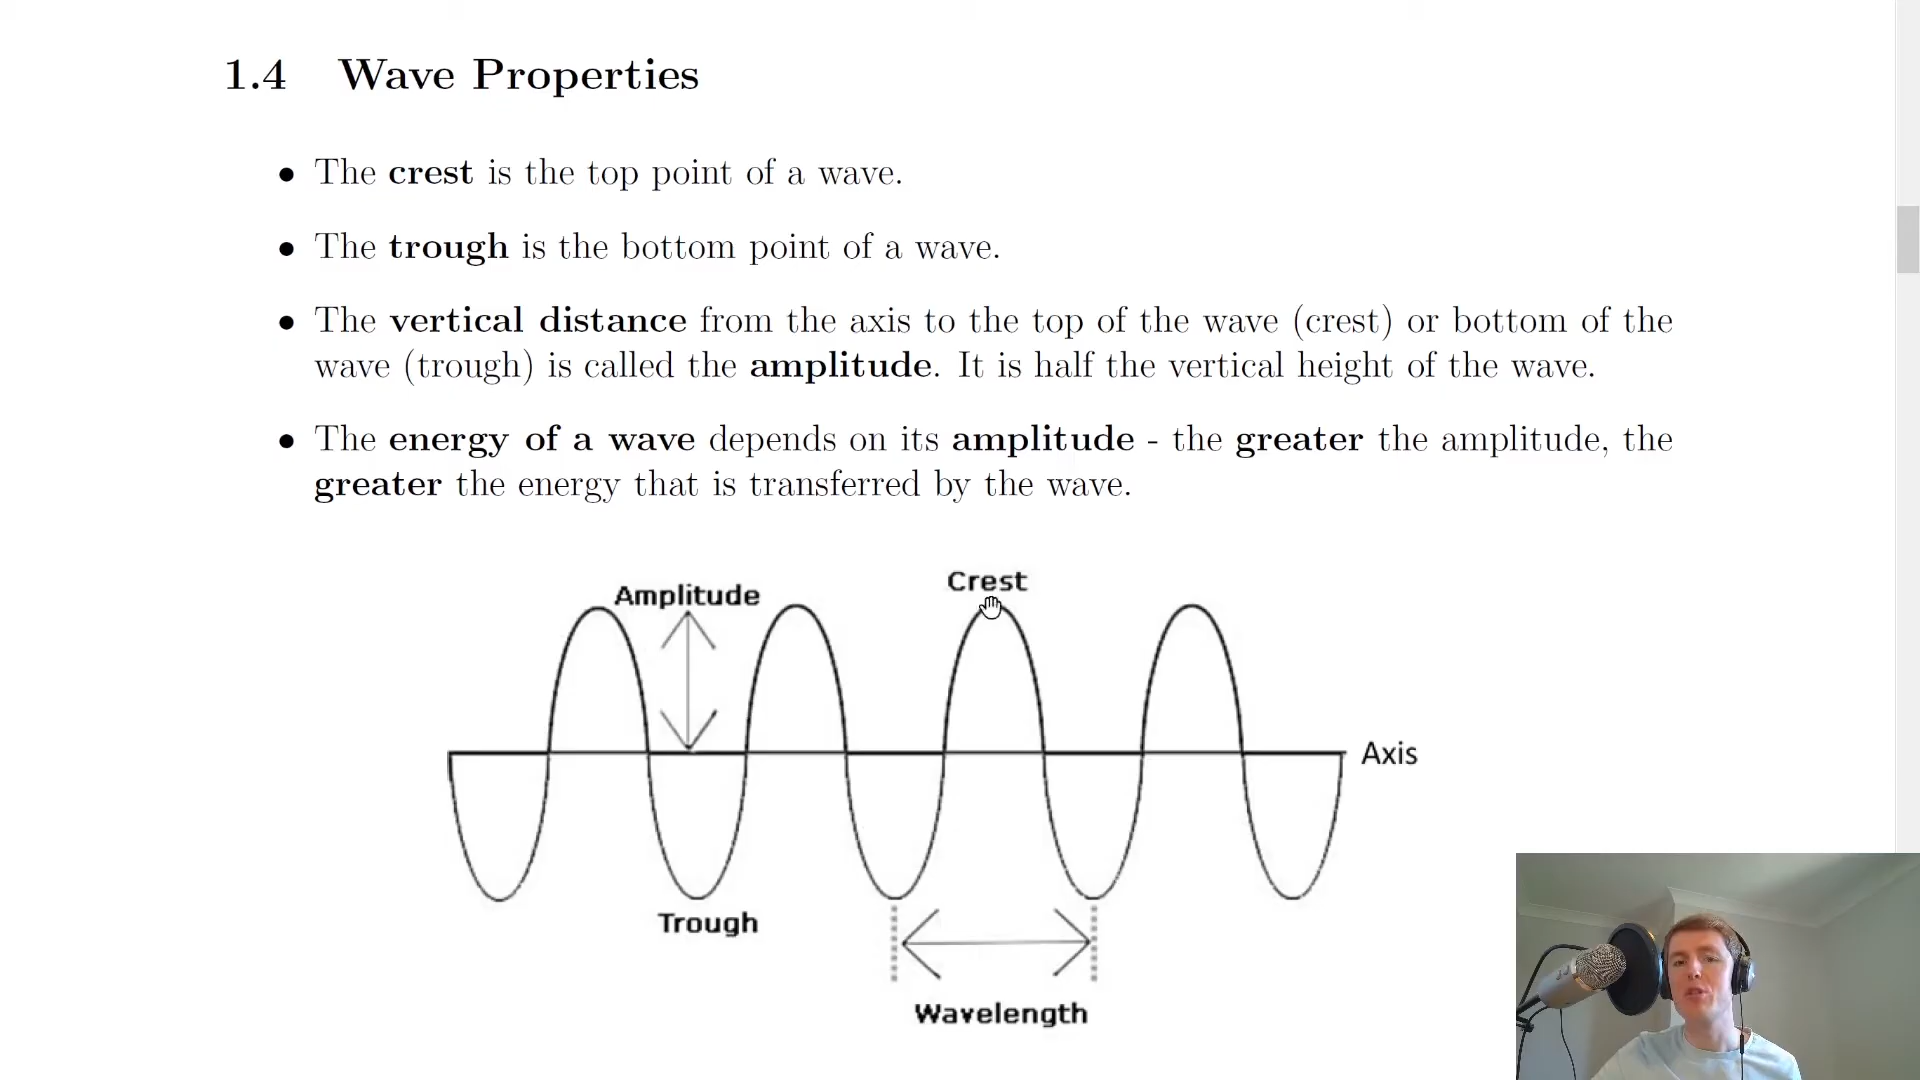 1.4 Wave Properties
• The crest is the top point of a wave.
• The trough is the bottom point of a wave.
• The vertical distance from the axis to the top of the wave (crest) or bottom of the
wave (trough) is called the amplitude. It is half the vertical height of the wave.
• The energy of a wave depends on its amplitude - the greater the amplitude, the
greater the energy that is transferred by the wave.
Crest
Amplitude
Axis
Trough
Wavelength